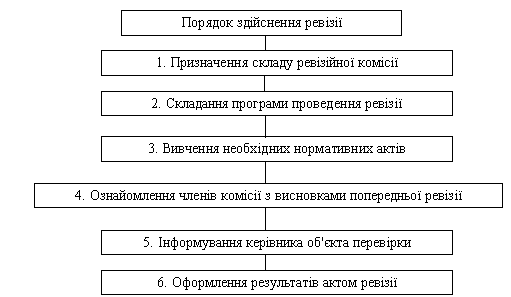 Порядок здійснення ревізії
1. Призначення складу ревізійної комісії
2. Складання програми проведення ревізії
3. Вивчення необхідних нормативних актів
4. Ознайомлення членів комісії з висновками попередньої ревізії
5. Інформування керівника об'єкта перевірки
6. Оформлення результатів актом ревізії